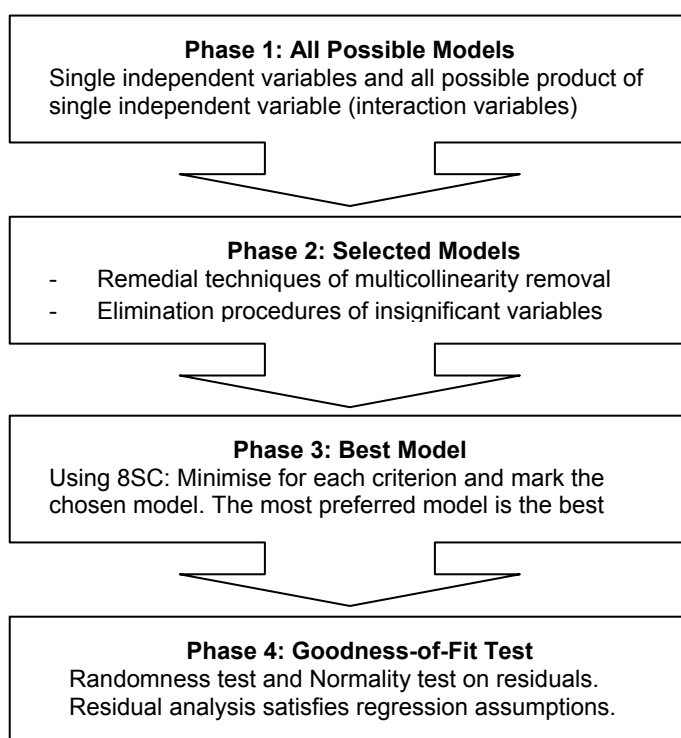 Phase 1: All Possible Models
Single independent variables and all possible product of
single independent variable (interaction variables)
Phase 2: Selected Models
- Remedial techniques of multicollinearity removal
- Elimination procedures of insignificant variables
Phase 3: Best Model
Using 8SC: Minimise for each criterion and mark the
chosen model. The most preferred model is the best
Phase 4: Goodness-of-Fit Test
Randomness test and Normality test on residuals.
Residual analysis satisfies regression assumptions.